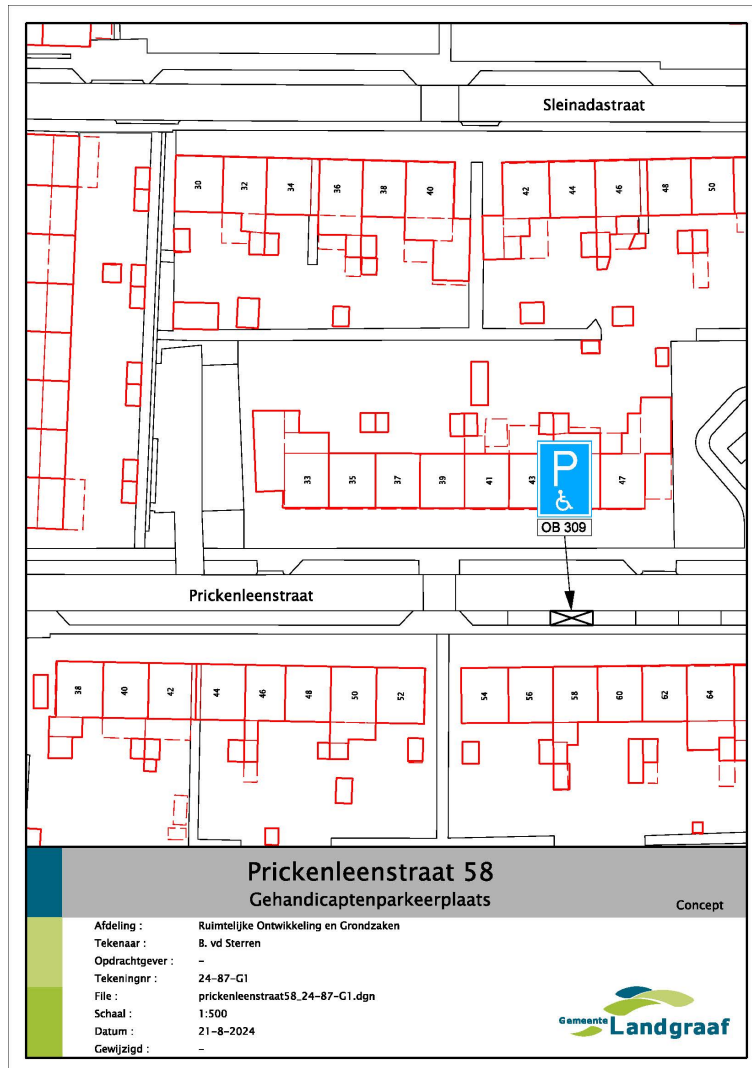 Sleinadastraat
30 32 34 36 38 40 42 44 46 48 50
33 35 37 39 41 43 47
P
OB 309
Prickenleenstraat
38 40 42 44 46 48 50 52 54 56 58 60 62 64
Prickenleenstraat 58
Gehandicaptenparkeerplaats
Concept
Afdeling : Ruimtelijke Ontwikkeling en Grondzaken
Tekenaar : B. vd Sterren
Opdrachtgever : -
Tekeningnr : 24-87-G1
File : prickenleenstraat58_24-87-G1.dgn
Schaal : 1:500
Datum : 21-8-2024
Gewijzigd : -
Gemeente Landgraaf